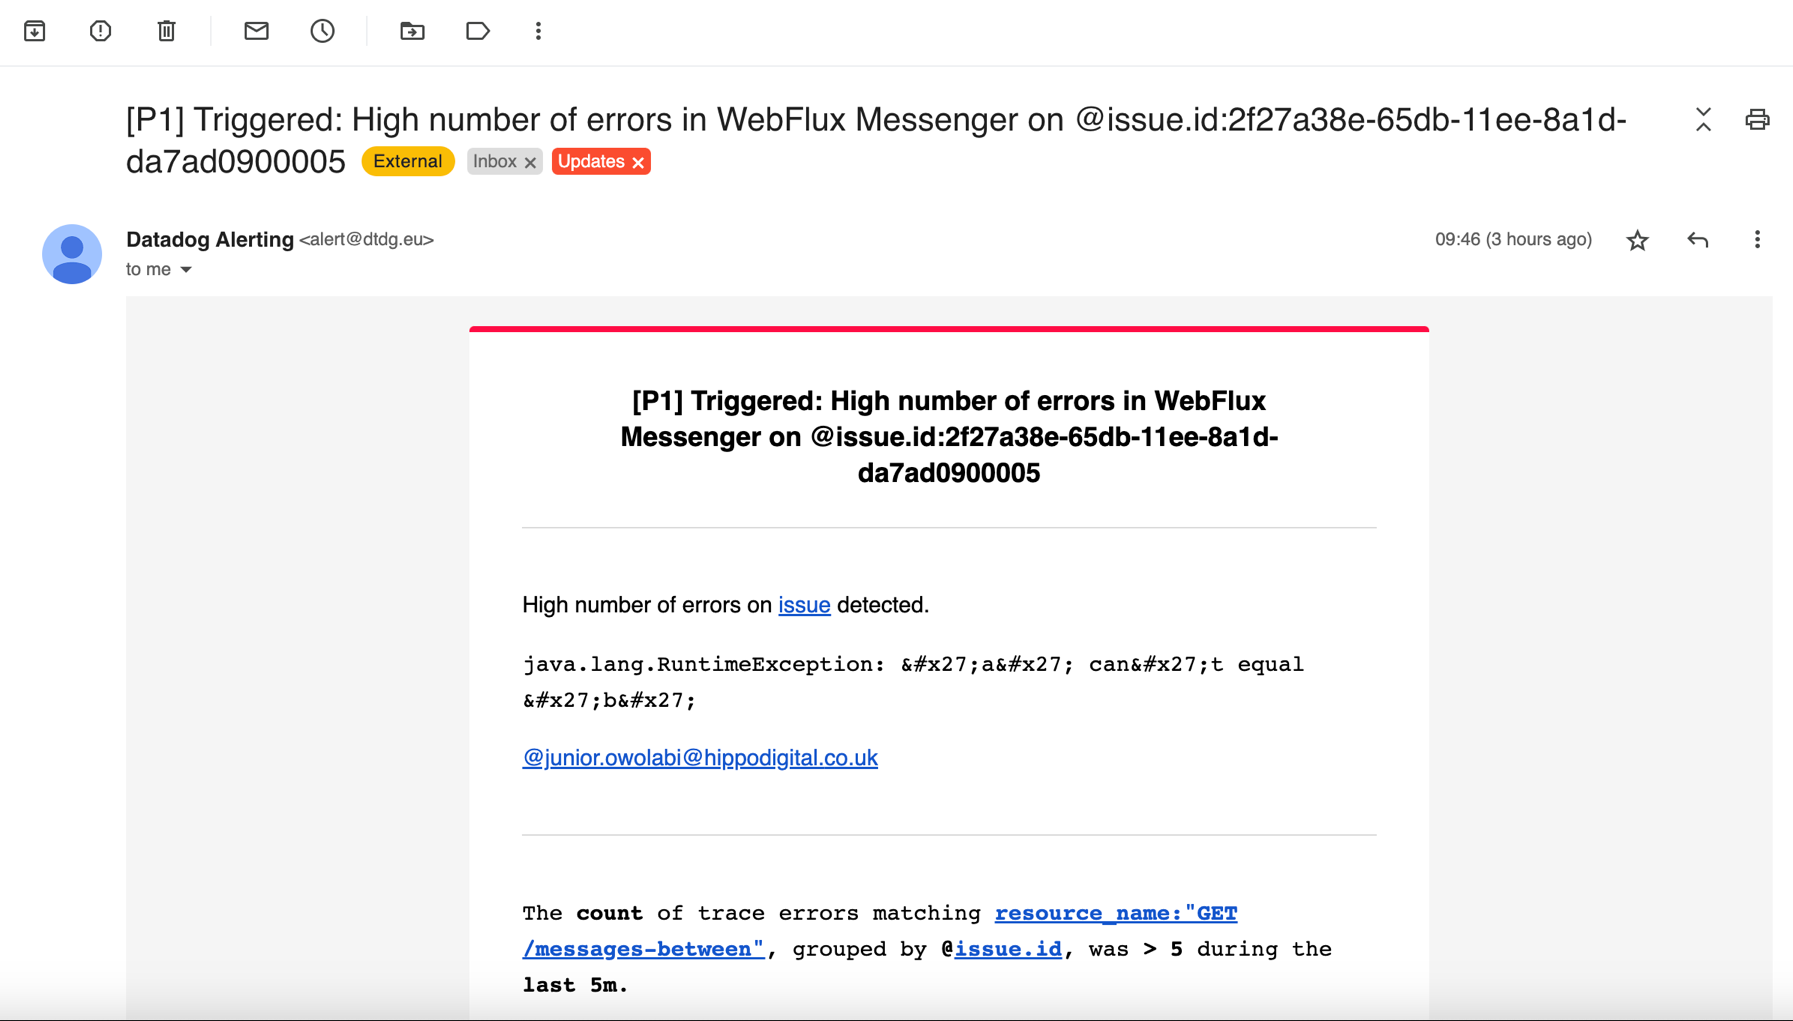 [P1] Triggered: High number of errors in WebFlux Messenger on @issue.id:2f27a38e-65db-11ee-8a1d-
da7ad0900005 External Inbox x Updates x
Datadog Alerting <alert@dtdg.eu> 09:46 (3 hours ago)
to me
[P1] Triggered: High number of errors in WebFlux
Messenger on @issue.id:2f27a38e-65db-11ee-8a1d-
da7ad0900005
High number of errors on issue detected.
java.lang.RuntimeException: &#x27;a&#x27; can&#x27;t equal
&#x27;b&#x27;
@junior.owolabi@hippodigital.co.uk
The count of trace errors matching resource_name:"GET
/messages-between", grouped by @issue.id, was > 5 during the
last 5m.